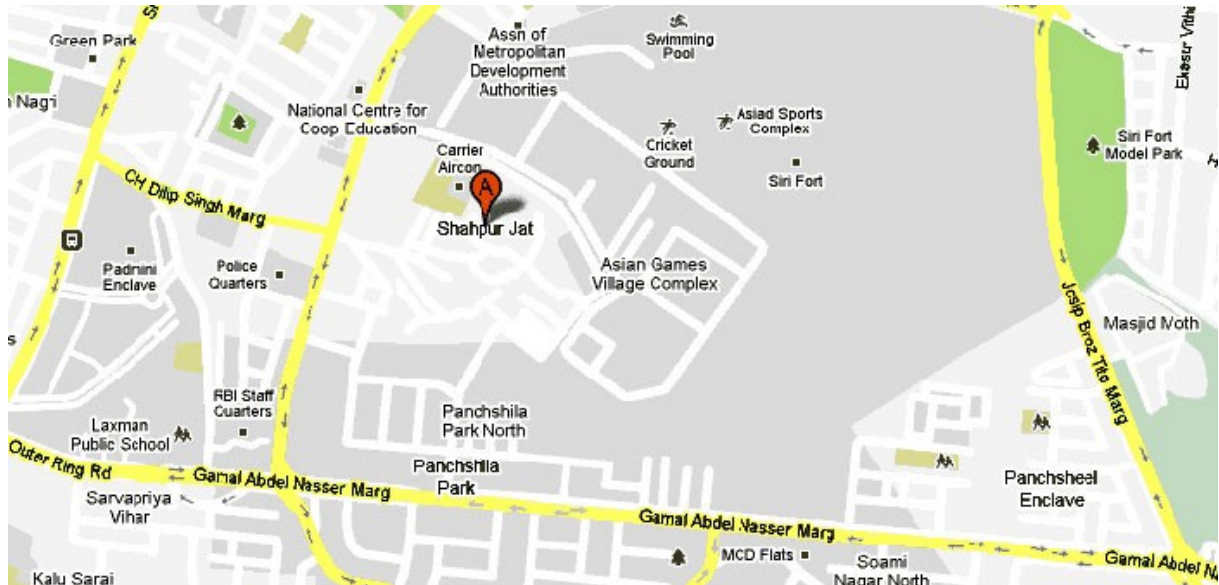 Green Park
Assn of
Metropolitan
Development
Authorities
Swimming
Pool
n Nagri
National Centre for
Coop Education
Carrier
Aircon
A
Shahpur Jat
Cricket
Ground
Asiad Sports
Complex
Siri Fort
Siri Fort
Model Park
CH Dilip Singh Marg
Padmini
Enclave
Police
Quarters
Asian Games
Village Complex
Josip Broz Tito Marg
Masjid Moth
s
RBI Staff
Quarters
Laxman
Public School
Panchshila
Park North
Outer Ring Rd
Gamal Abdel Nasser Marg
Panchshila
Park
Panchsheel
Enclave
Sarvapriya
Vihar
Gamal Abdel Nasser Marg
MCD Flats
Soami
Nagar North
Gamal Abdel Na
Kalu Sarai